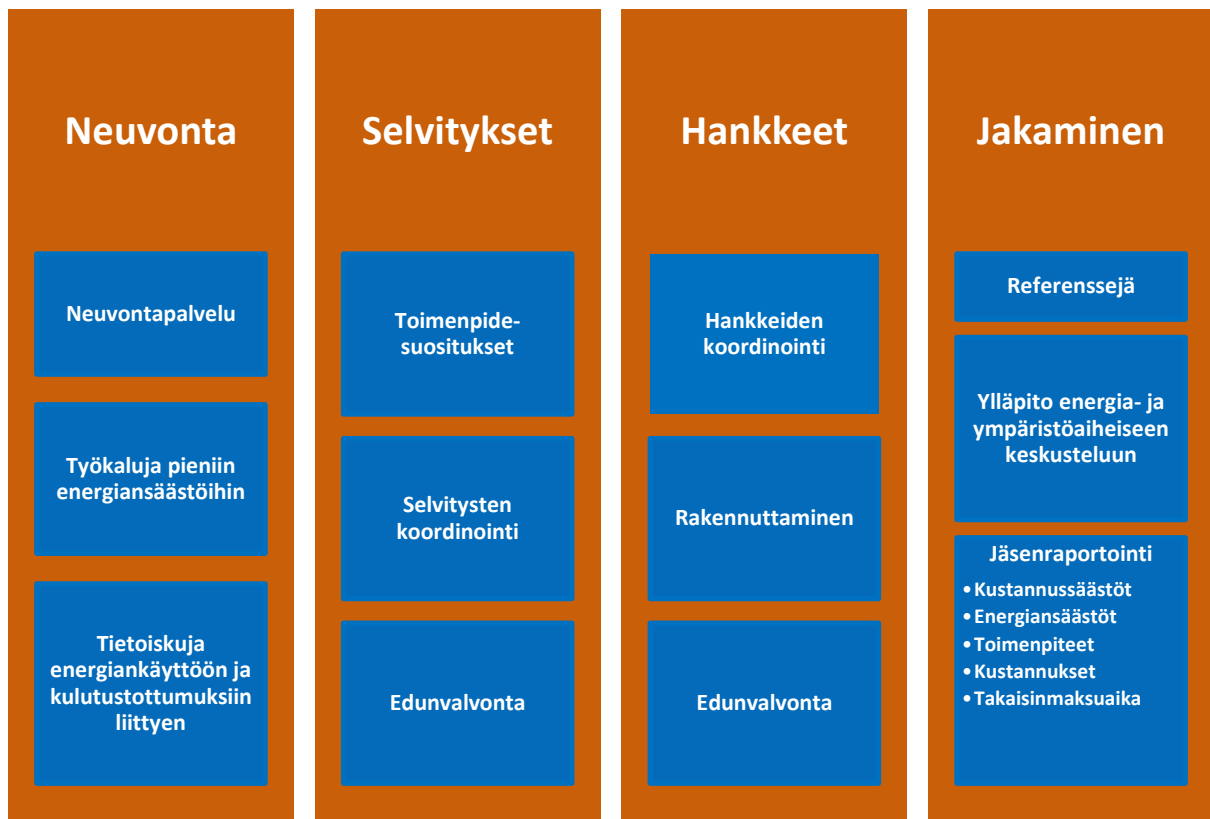 Neuvonta
Neuvontapalvelu
Työkaluja pieniin
energiansäästöihin
Tietoiskuja
energiankäyttöön ja
kulutustottumuksiin
liittyen
Selvitykset
Toimenpide-
suositukset
Selvitysten
koordinointi
Edunvalvonta
Hankkeet
Hankkeiden
koordinointi
Rakennuttaminen
Edunvalvonta
Jakaminen
Referenssejä
Ylläpito energia- ja
ympäristöaiheiseen
keskusteluun
Jäsenraportointi
•Kustannussäästöt
•Energiansäästöt
•Toimenpiteet
•Kustannukset
•Takaisinmaksuaika